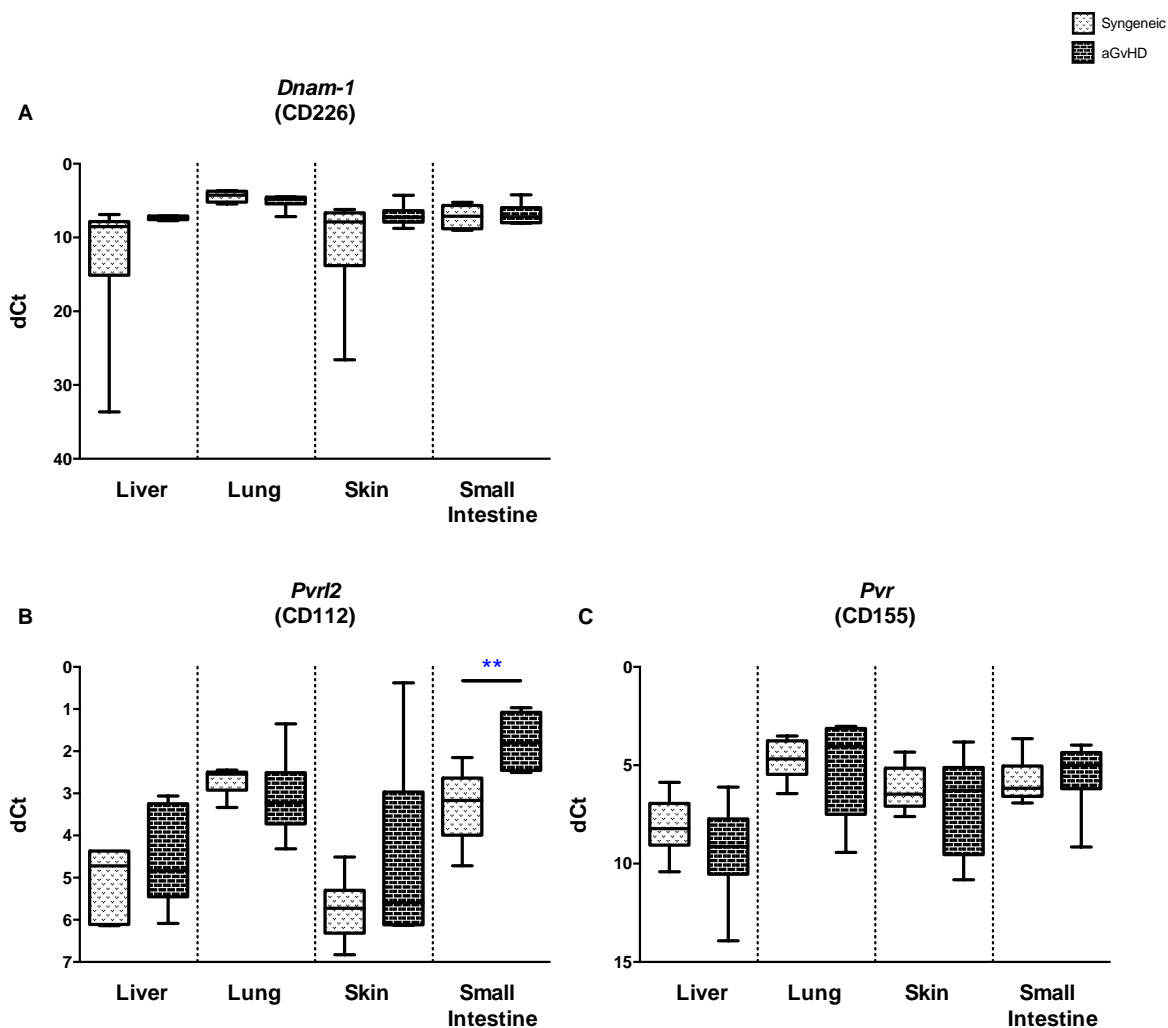 Syngeneic
aGvHD
A
Dnam-1
(CD226)
dCt
0
10
20
30
40
Liver Lung Skin Small
Intestine
B
Pvrl2
(CD112)
dCt
0
1
2
3
4
5
6
7
**
Liver Lung Skin Small
Intestine
C
Pvr
(CD155)
dCt
0
5
10
15
Liver Lung Skin Small
Intestine